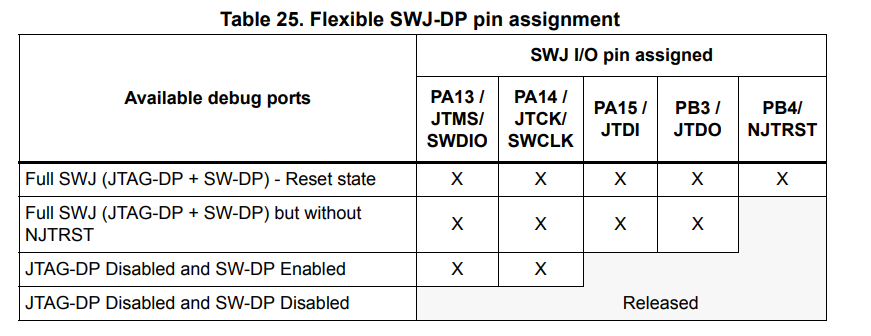 Table 25. Flexible SWJ-DP pin assignment
SWJ I/O pin assigned
Available debug ports
PA13 /
JTMS/
SWDIO
PA14 /
JTCK/
SWCLK
PA15 /
JTDI
PB3 /
JTDO
PB4/
NJTRST
Full SWJ (JTAG-DP + SW-DP) - Reset state X X X X X
Full SWJ (JTAG-DP + SW-DP) but without
NJTRST
X X X X
JTAG-DP Disabled and SW-DP Enabled X X
JTAG-DP Disabled and SW-DP Disabled Released